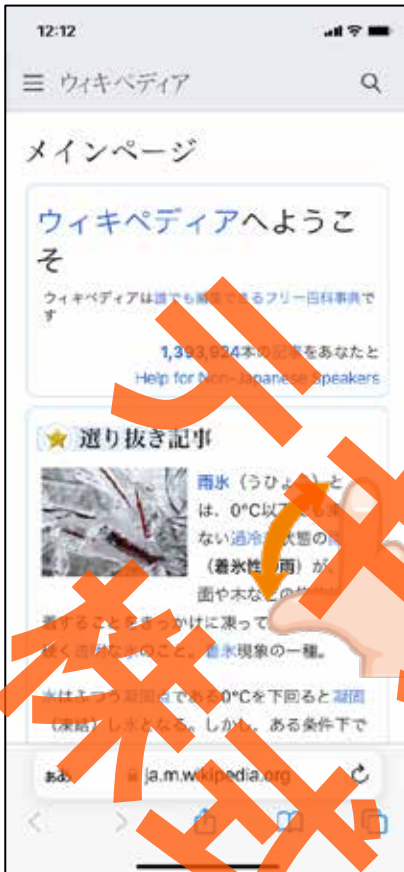 12:12
ウィキペディア
メインページ
ウィキペディアへようこ
そ
ウィキペディアは誰でも編集できるフリー百科事典で
す
1,393,924本の記事をあなたと
Help for Non-Japanese Speakers
選り抜き記事
雨氷（うひょう）と
は、0°C以下でも凍
ない過冷却状態の
（着氷性の雨）が、
面や木などの
着することをきっかけに凍って
硬く透明な氷のこと。着氷現象の一種。
水はふつう凝固点である0°Cを下回ると凝固
（凍結）し氷となる。しかし、ある条件下で
ああ ja.m.wikipedia.org